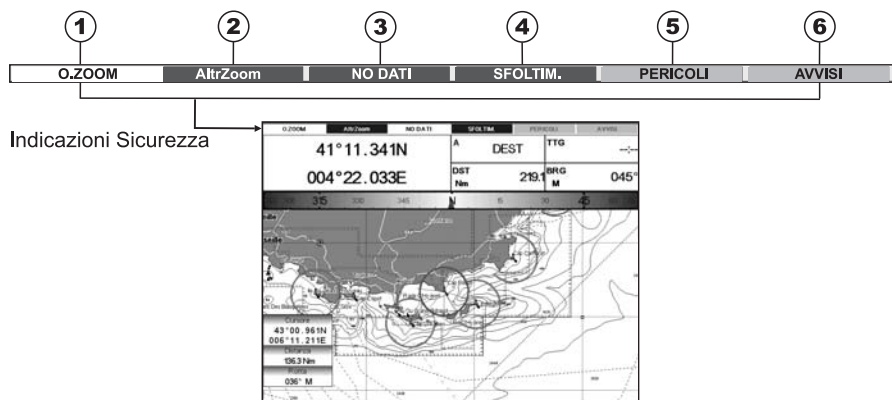 1 2 3 4 5 6
O.ZOOM AltrZoom NO DATI SFOLTIM. PERICOLI AVVISI
Indicazioni Sicurezza
O.ZOOM AltrZoom NO DATI SFOLTIM. PERICOLI AVVISI
41°11.341N A DEST TTG --:--
004°22.033E DST Nm 219.1 BRG M 045°
315 330 345 N 15 30 45
Cursore
43°00.961N
006°11.211E
Distanza
136.3 Nm
Rotta
036° M